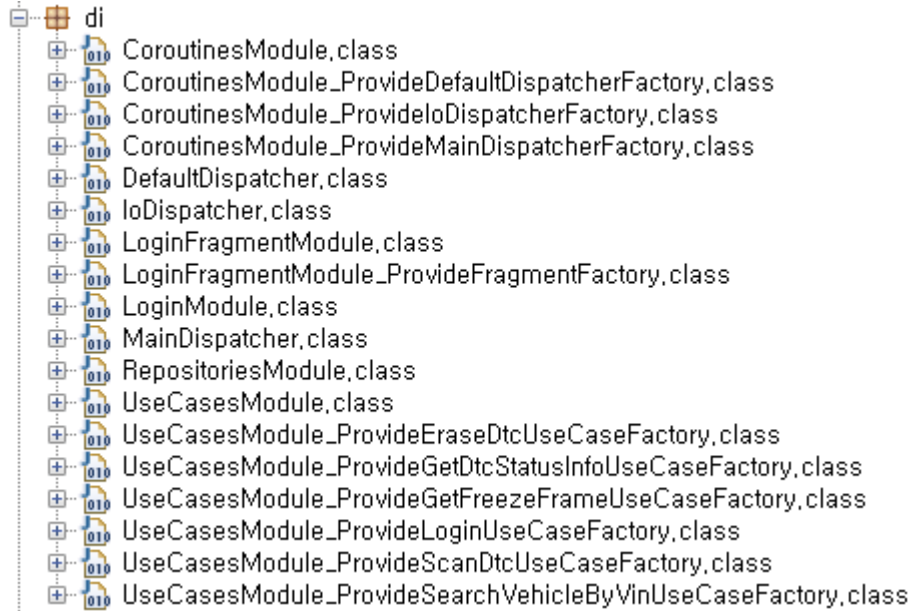 di
CoroutinesModule.class
CoroutinesModule_ProvideDefaultDispatcherFactory.class
CoroutinesModule_ProvideIoDispatcherFactory.class
CoroutinesModule_ProvideMainDispatcherFactory.class
DefaultDispatcher.class
IoDispatcher.class
LoginFragmentModule.class
LoginFragmentModule_ProvideFragmentFactory.class
LoginModule.class
MainDispatcher.class
RepositoriesModule.class
UseCasesModule.class
UseCasesModule_ProvideEraseDtcUseCaseFactory.class
UseCasesModule_ProvideGetDtcStatusInfoUseCaseFactory.class
UseCasesModule_ProvideGetFreezeFrameUseCaseFactory.class
UseCasesModule_ProvideLoginUseCaseFactory.class
UseCasesModule_ProvideScanDtcUseCaseFactory.class
UseCasesModule_ProvideSearchVehicleByVinUseCaseFactory.class